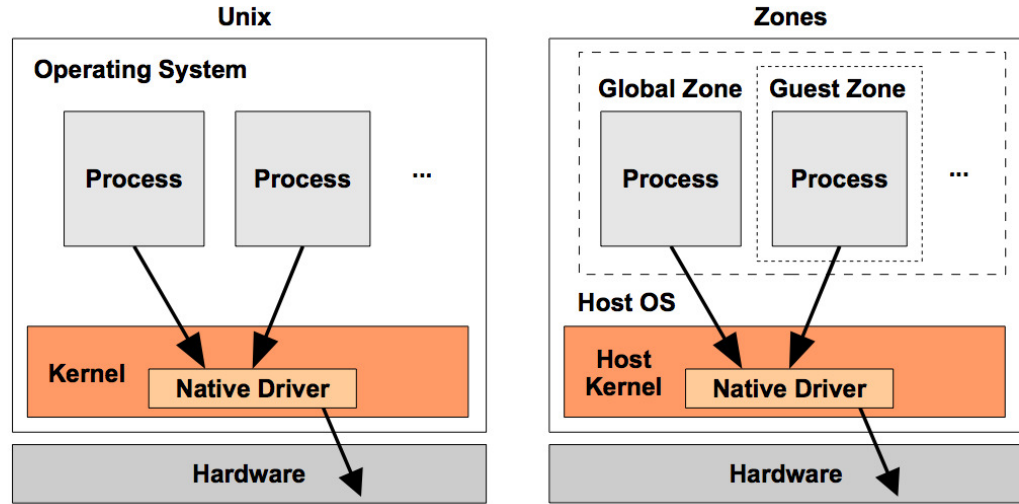 Unix
Operating System
Process
Process
...
Kernel
Native Driver
Hardware
Zones
Global Zone
Guest Zone
Process
Process
...
Host OS
Host
Kernel
Native Driver
Hardware